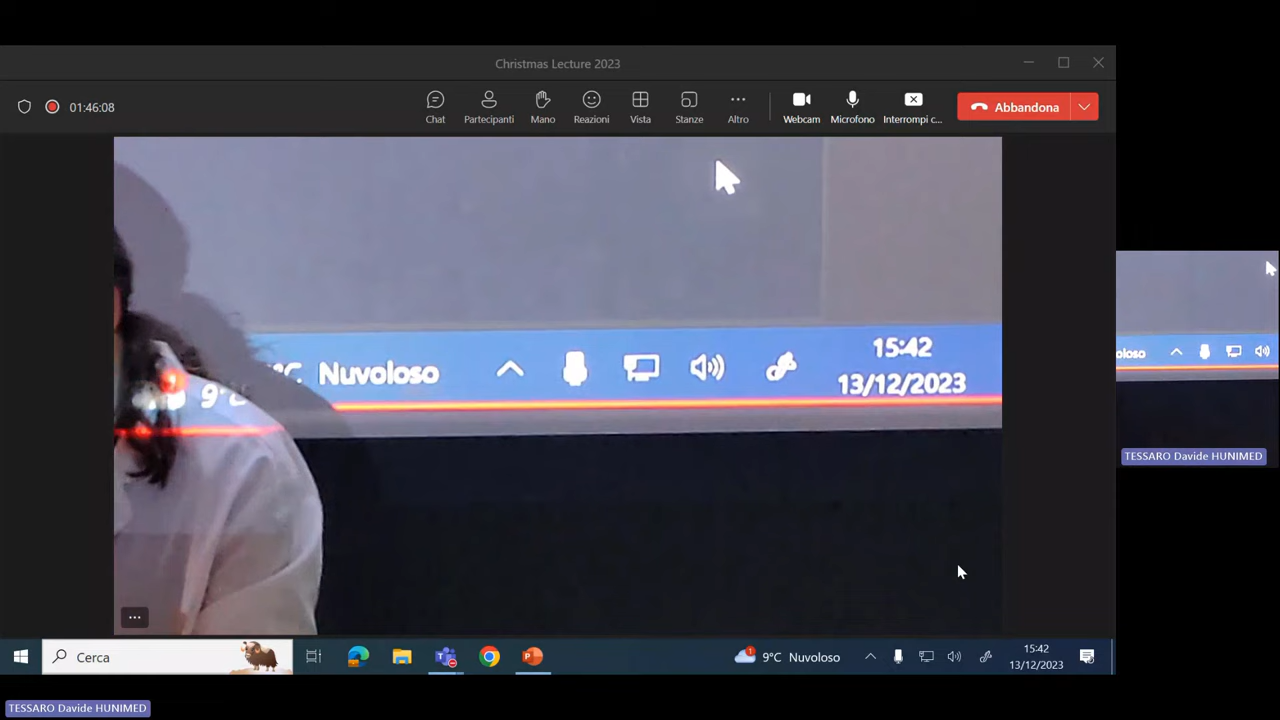 Christmas Lecture 2023
01:46:08
Chat
Partecipanti
Mano
Reazioni
Vista
Stanze
Altro
Webcam
Microfono
Interrompi c...
Abbandona
9°C Nuvoloso
15:42
13/12/2023
oloso
TESSARO Davide HUNIMED
Cerca
9°C Nuvoloso
15:42
13/12/2023
TESSARO Davide HUNIMED